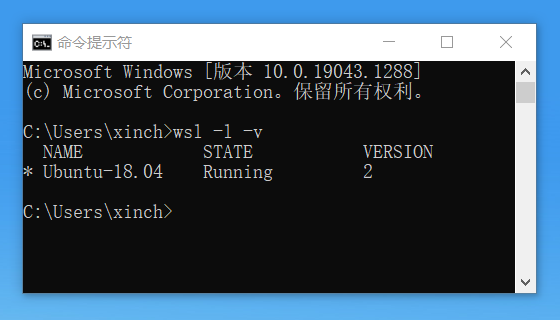 命令提示符
Microsoft Windows [版本 10.0.19043.1288]
(c) Microsoft Corporation。保留所有权利。
C:\Users\xinch>wsl -l -v
NAME STATE VERSION
* Ubuntu-18.04 Running 2
C:\Users\xinch>